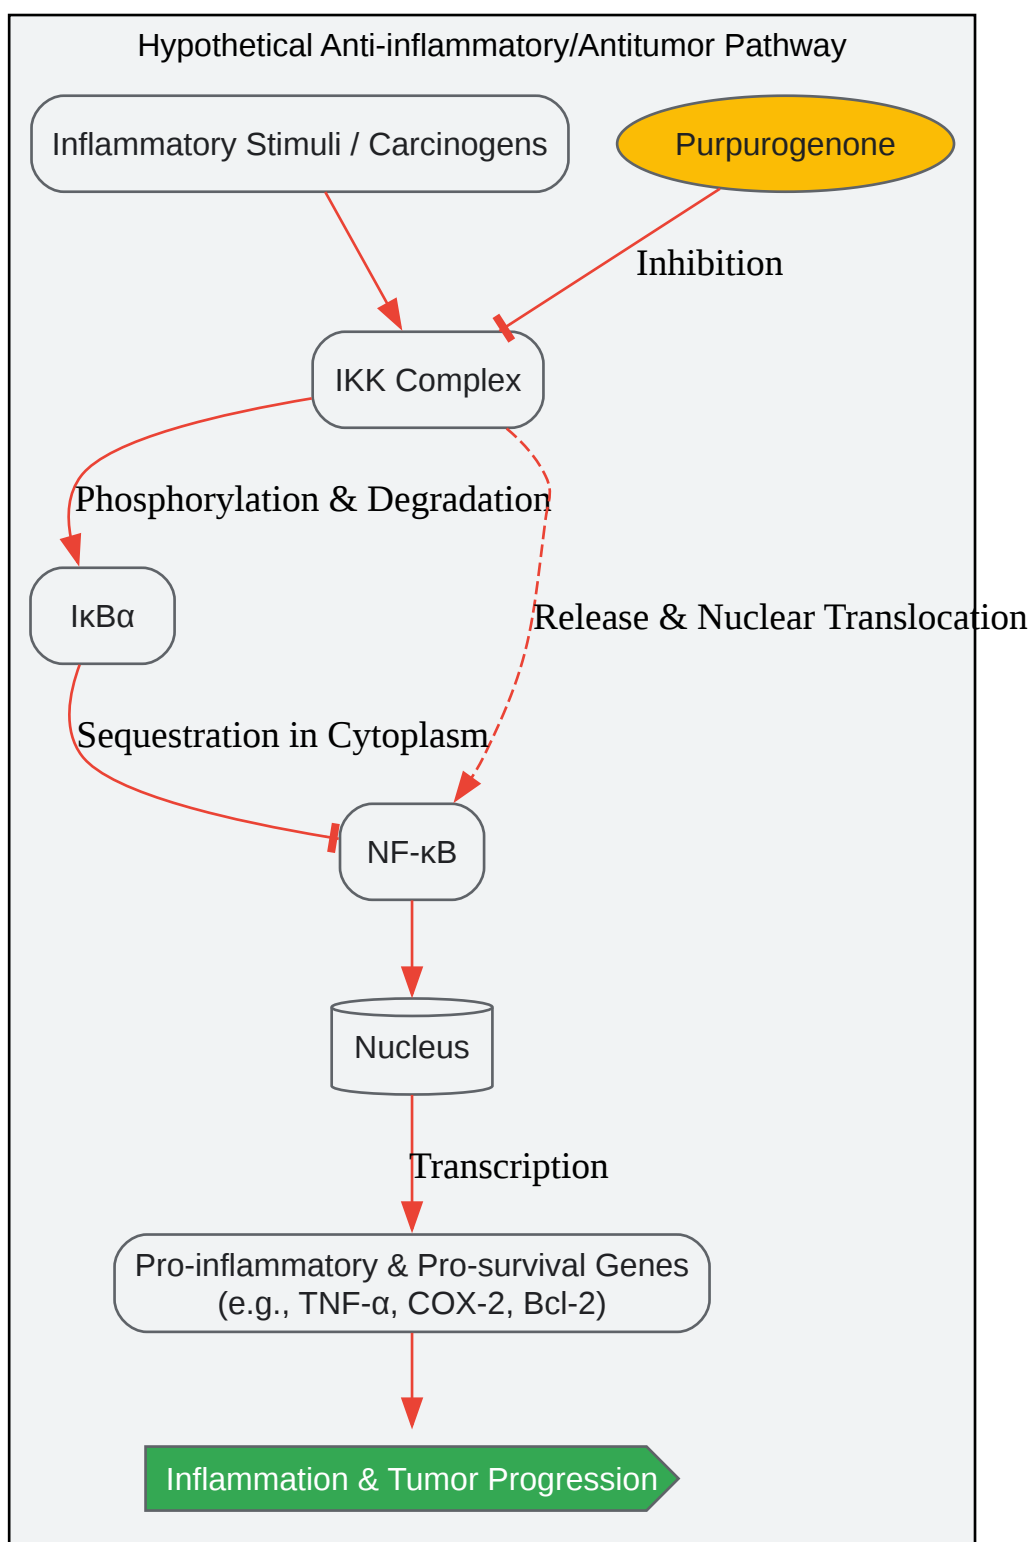 Hypothetical Anti-inflammatory/Antitumor Pathway
Inflammatory Stimuli / Carcinogens
Purpurogenone
Inhibition
IKK Complex
Phosphorylation & Degradation
IκBα
Release & Nuclear Translocation
Sequestration in Cytoplasm
NF-κB
Nucleus
Transcription
Pro-inflammatory & Pro-survival Genes
(e.g., TNF-α, COX-2, Bcl-2)
Inflammation & Tumor Progression